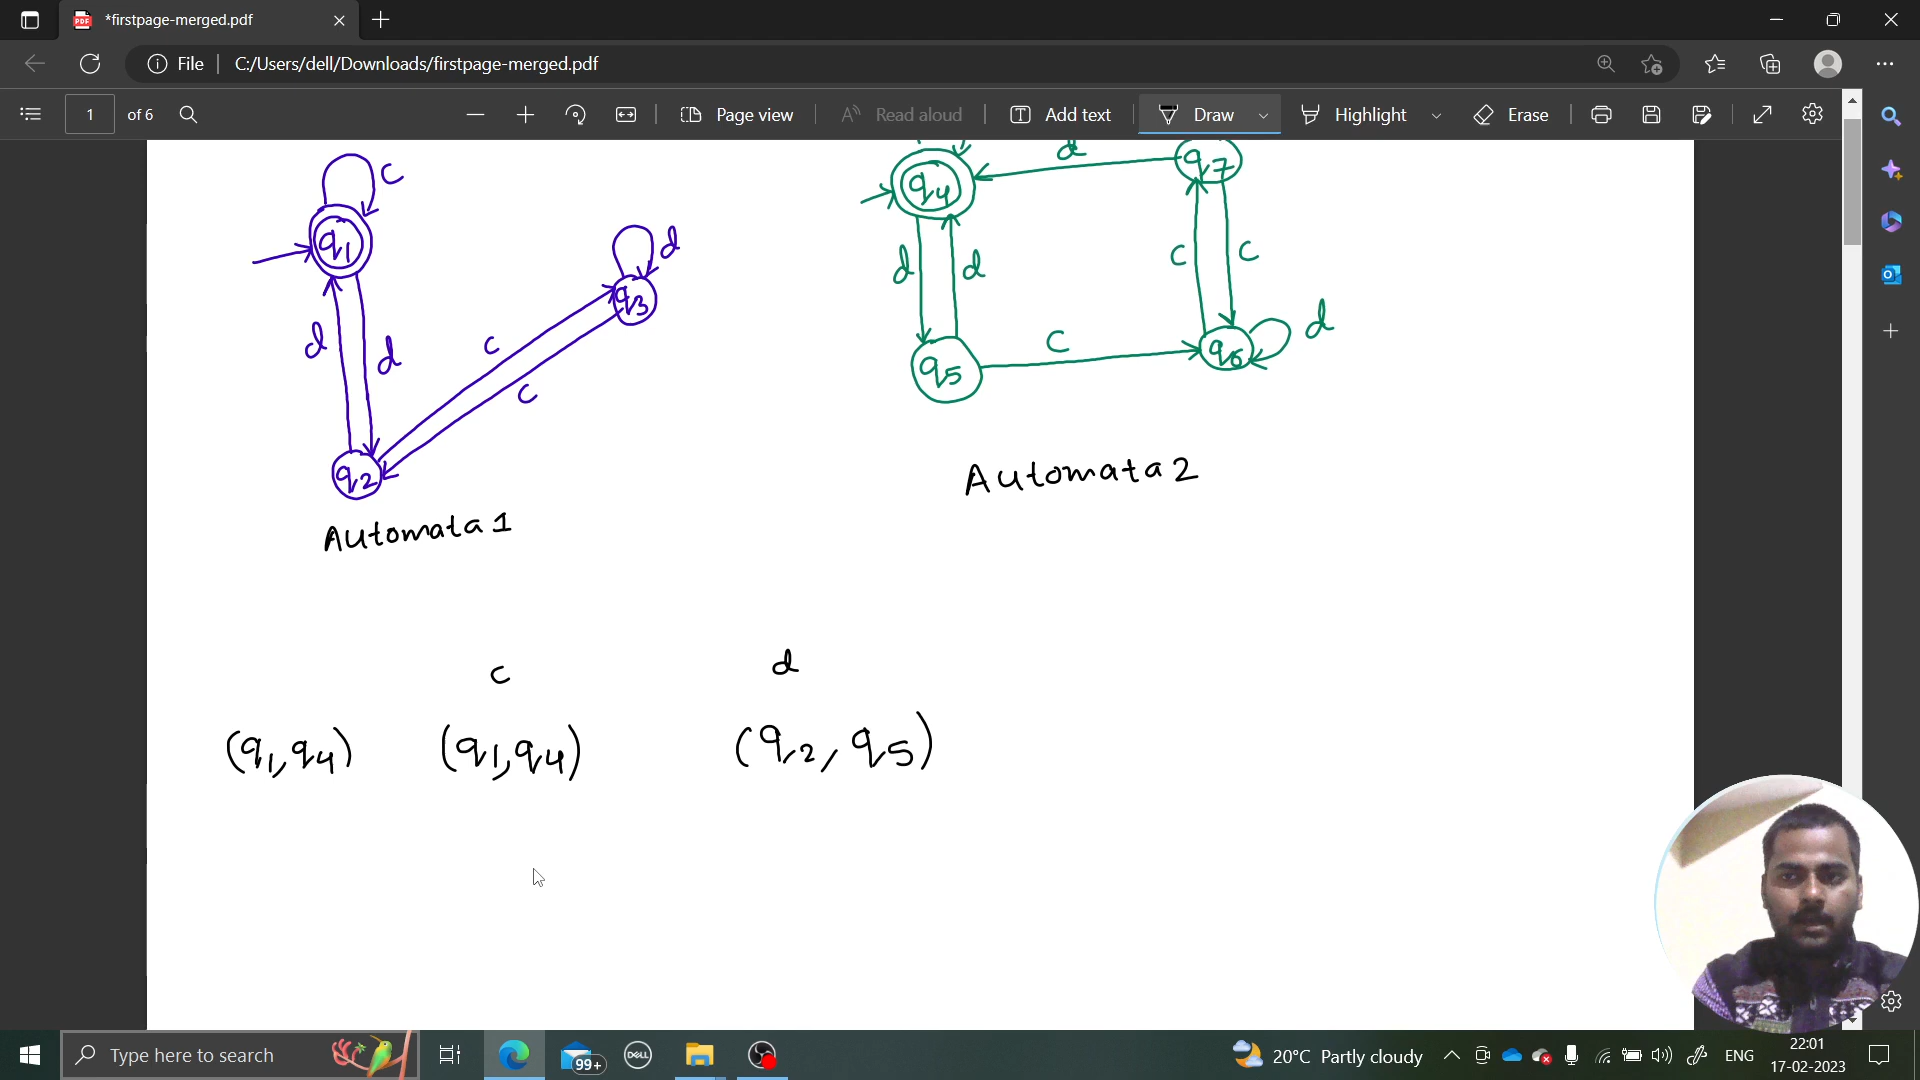 *firstpage-merged.pdf
File | C:/Users/dell/Downloads/firstpage-merged.pdf
1 of 6 Page view Read aloud Add text Draw Highlight Erase
c
d
q4
q7
q1
d
q3
d
d
c
c
d
d
d
c
c
q6
c
q5
c
q2
Automata 2
Automata 1
c d
(q1,q4) (q1,q4) (q2, q5)
Type here to search
99+
DELL
20°C Partly cloudy
ENG
22:01
17-02-2023